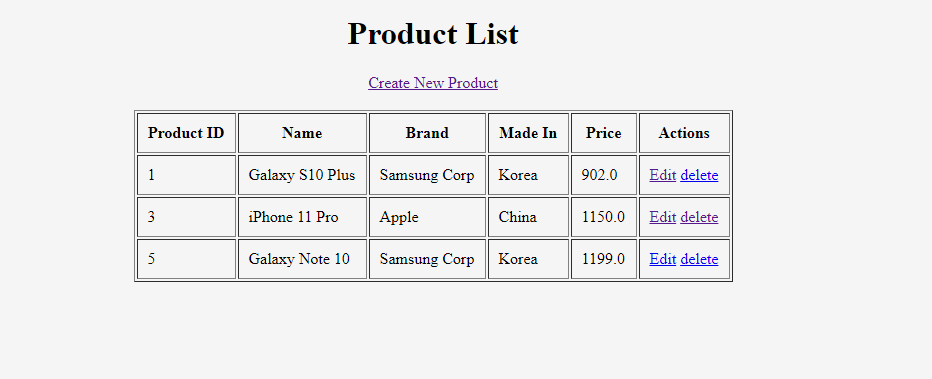 Product List
Create New Product
Product ID Name Brand Made In Price Actions
1 Galaxy S10 Plus Samsung Corp Korea 902.0 Edit delete
3 iPhone 11 Pro Apple China 1150.0 Edit delete
5 Galaxy Note 10 Samsung Corp Korea 1199.0 Edit delete